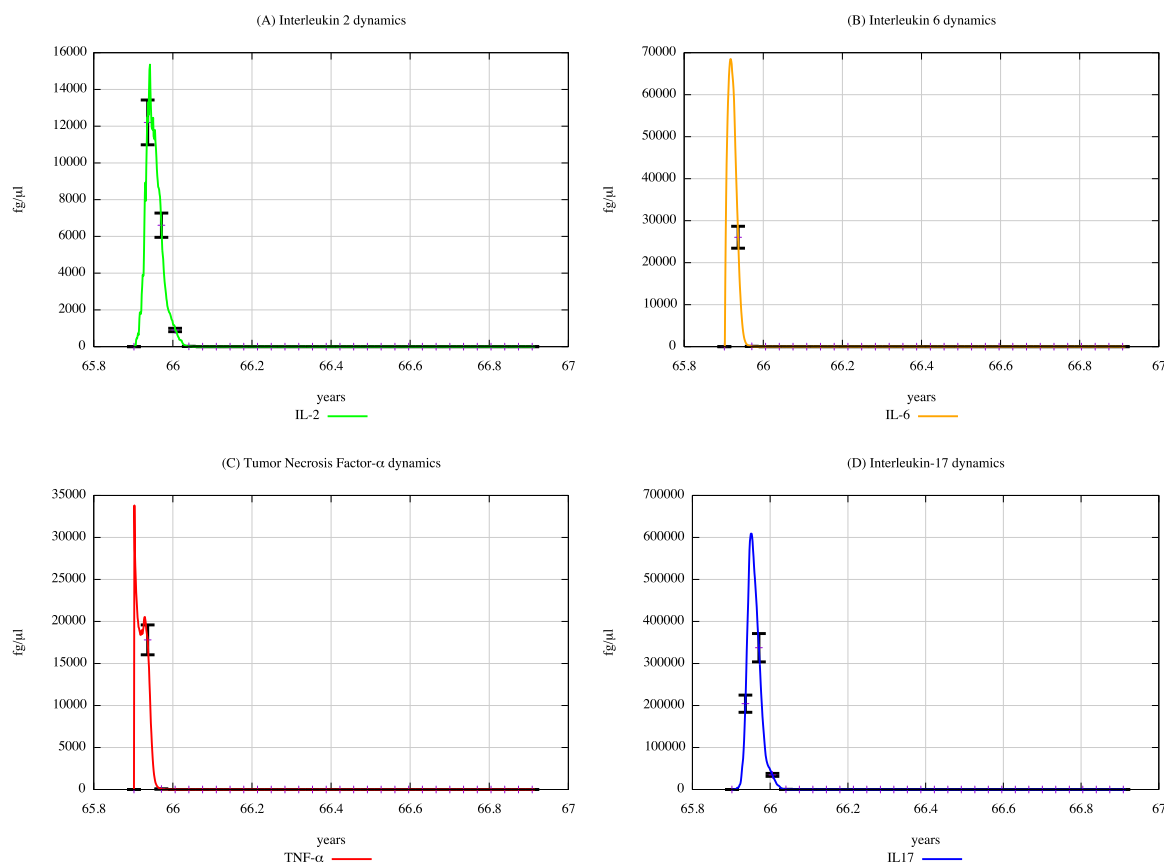 (A) Interleukin 2 dynamics
16000
14000
12000
10000
8000
6000
4000
2000
0
fg/µl
65.8 66 66.2 66.4 66.6 66.8 67
years
IL-2
(B) Interleukin 6 dynamics
70000
60000
50000
40000
30000
20000
10000
0
fg/µl
65.8 66 66.2 66.4 66.6 66.8 67
years
IL-6
(C) Tumor Necrosis Factor-α dynamics
35000
30000
25000
20000
15000
10000
5000
0
fg/µl
65.8 66 66.2 66.4 66.6 66.8 67
years
TNF-α
(D) Interleukin-17 dynamics
700000
600000
500000
400000
300000
200000
100000
0
fg/µl
65.8 66 66.2 66.4 66.6 66.8 67
years
IL17